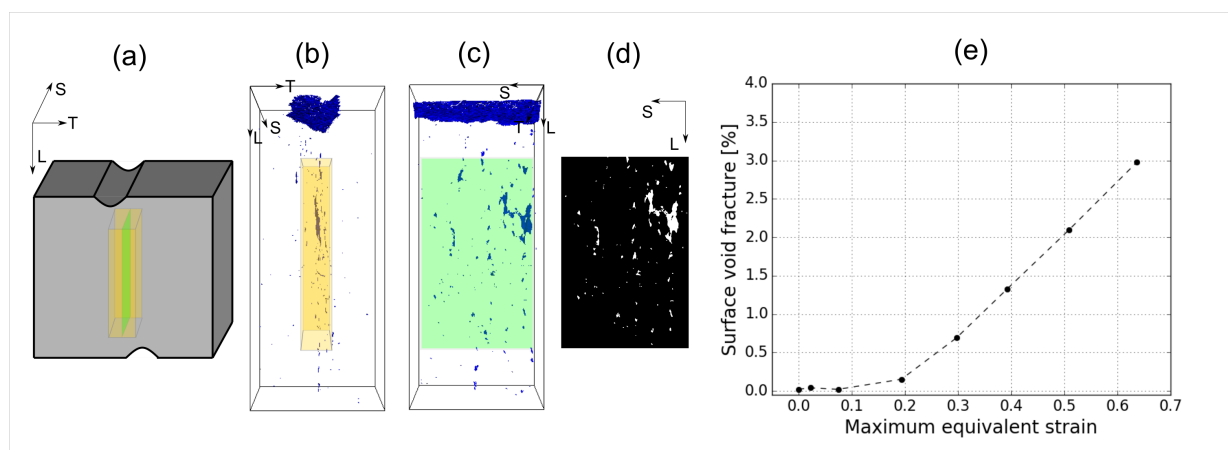 (a)
(b)
(c)
(d)
(e)
S
T
L
T
S
L
S
T
L
S
L
Surface void fracture [%]
4.0
3.5
3.0
2.5
2.0
1.5
1.0
0.5
0.0
0.0 0.1 0.2 0.3 0.4 0.5 0.6 0.7
Maximum equivalent strain